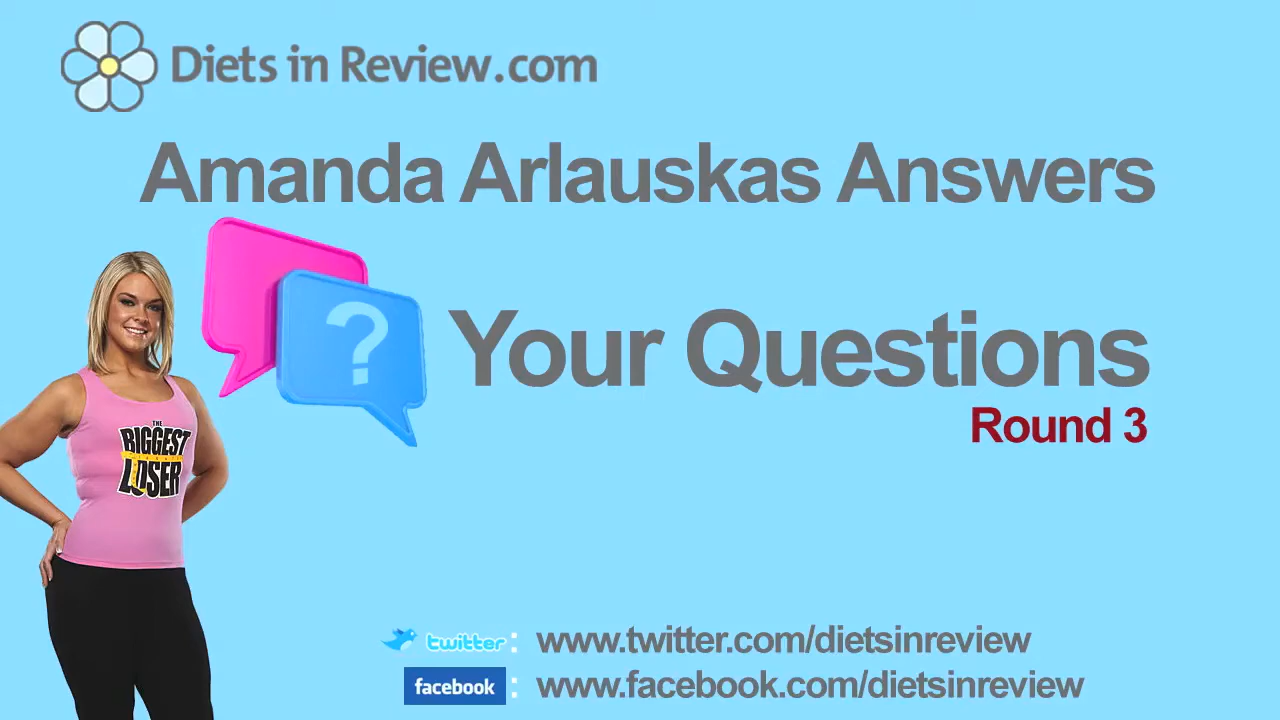 Diets in Review.com
Amanda Arlauskas Answers
?
Your Questions
Round 3
THE
BIGGEST
LOSER
twitter: www.twitter.com/dietsinreview
facebook: www.facebook.com/dietsinreview